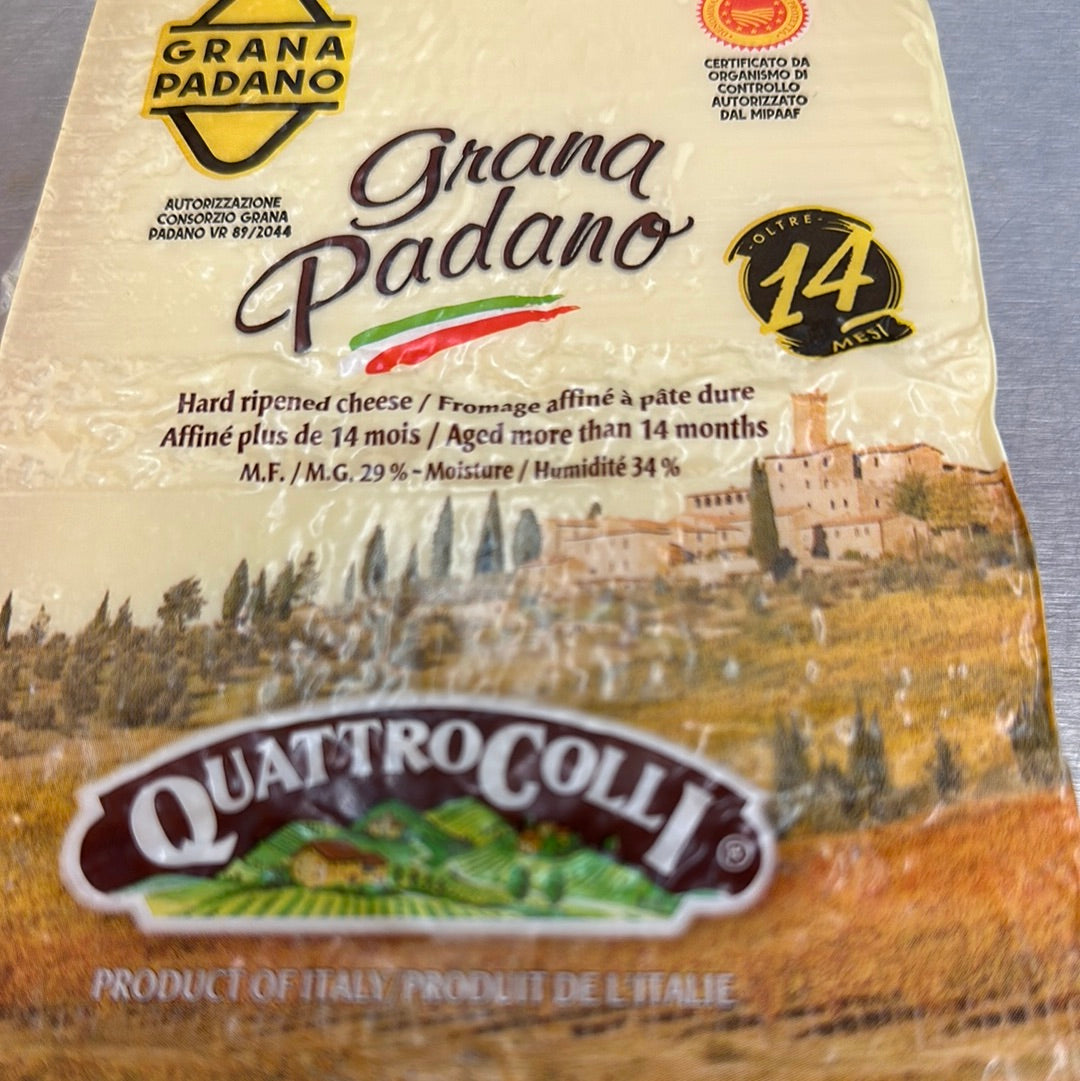 GRANA
PADANO
CERTIFICATO DA
ORGANISMO DI
CONTROLLO
AUTORIZZATO
DAL MIPAAF
AUTORIZZAZIONE
CONSORZIO GRANA
PADANO VR 89/2044
Grana
Padano
-OLTRE-
14
MESI
Hard ripened cheese / Fromage affiné à pâte dure
Affiné plus de 14 mois / Aged more than 14 months
M.F. / M.G. 29 % - Moisture / Humidité 34 %
QUATTRO COLLI ®
PRODUCT OF ITALY/PRODUIT DE L'ITALIE